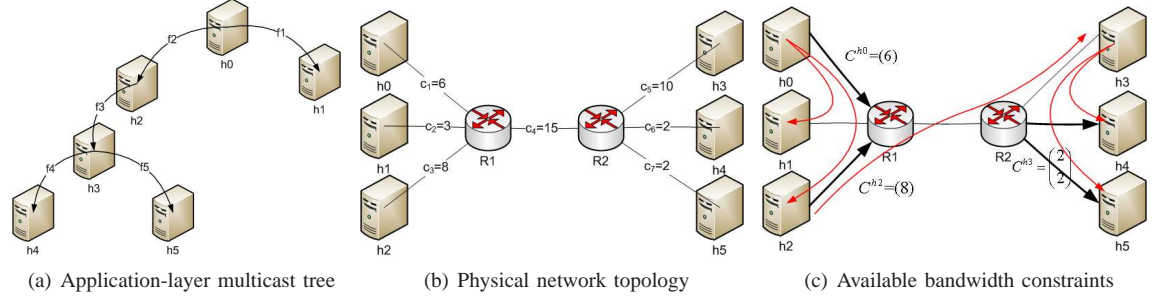 f2
f1
h0
h1
h2
f3
h3
f4
f5
h4
h5
(a) Application-layer multicast tree
h0
c₁=6
h1
c₂=3
c₃=8
h2
R1
c₄=15
R2
c₅=10
h3
c₆=2
h4
c₇=2
h5
(b) Physical network topology
h0
C^h0=(6)
h1
R1
C^h2=(8)
h2
R2
h3
h4
C^h3=(2 2)
h5
(c) Available bandwidth constraints